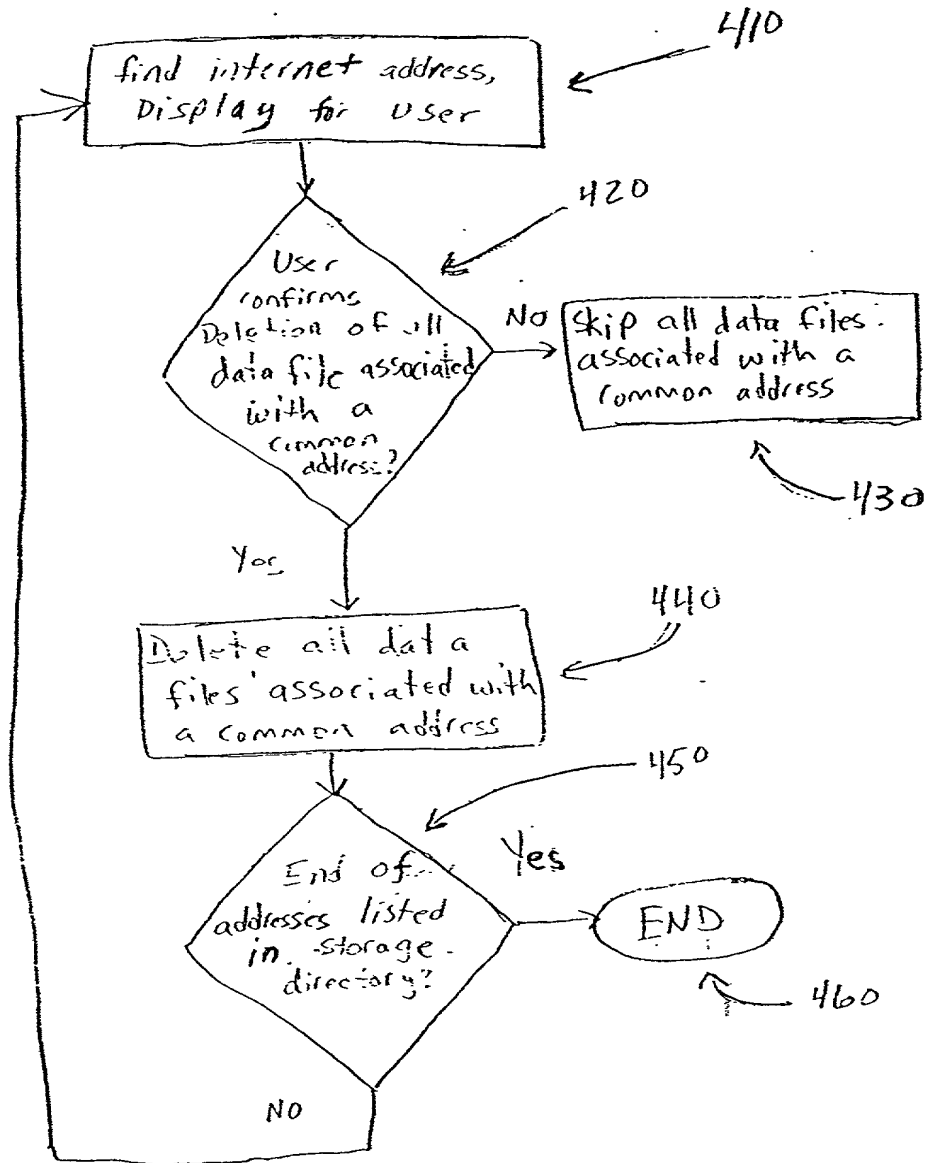 410
find internet address,
Display for user
420
User
confirms
Deletion of all
data file associated
with a
common
address?
No
Skip all data files
associated with a
common address
430
Yes
440
Delete all data
files associated with
a common address
450
End of
addresses listed
in storage
directory?
Yes
END
460
NO